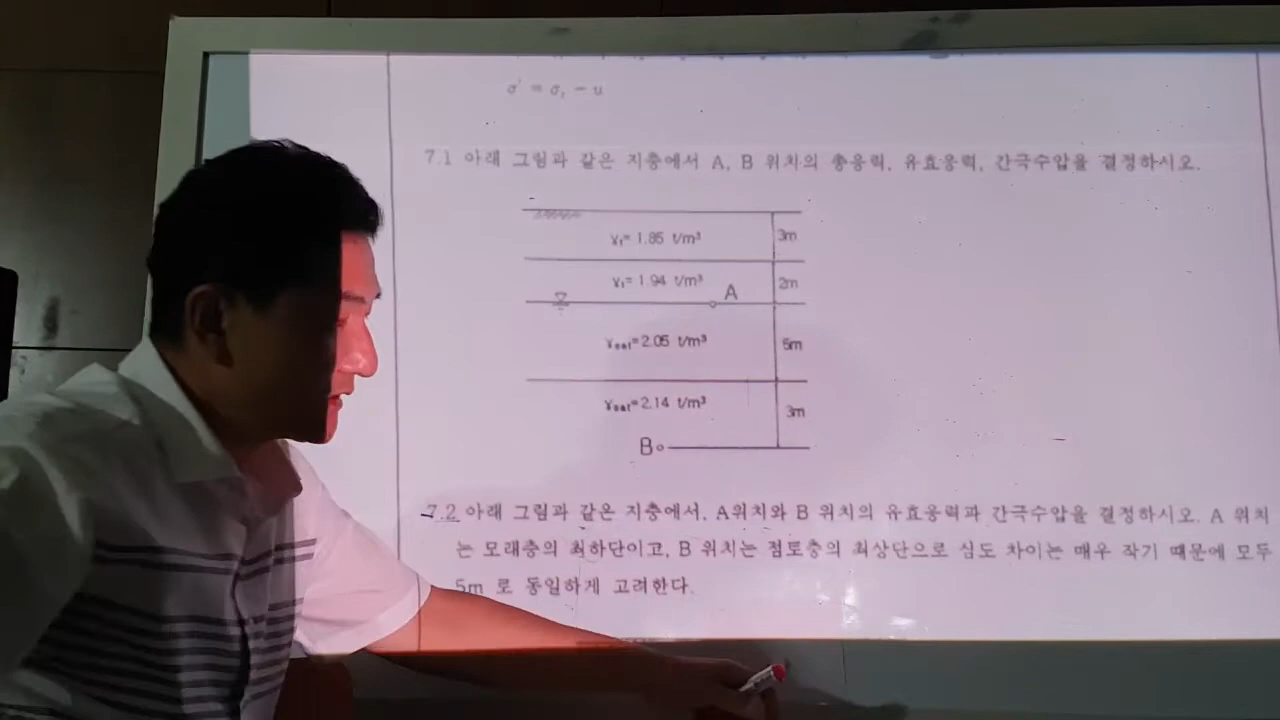 σ' = σt - u
7.1 아래 그림과 같은 지층에서 A, B 위치의 총응력, 유효응력, 간극수압을 결정하시오.
γt= 1.85 t/m³ 3m
γt= 1.94 t/m³ 2m
A
γsat=2.05 t/m³ 5m
γsat=2.14 t/m³ 3m
B
7.2 아래 그림과 같은 지층에서, A위치와 B 위치의 유효응력과 간극수압을 결정하시오. A 위치
는 모래층의 최하단이고, B 위치는 점토층의 최상단으로 심도 차이는 매우 작기 때문에 모두
5m 로 동일하게 고려한다.